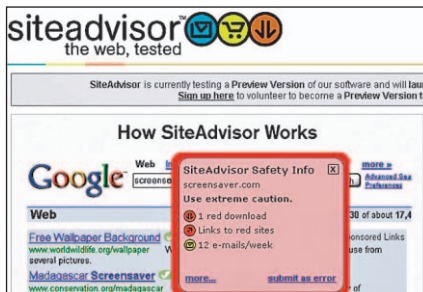 siteadvisor™
the web, tested
SiteAdvisor is currently testing a Preview Version of our software and will
Sign up here to volunteer to become a Preview Version
How SiteAdvisor Works
Google
Web
more »
Advanced
Preferences
SiteAdvisor Safety Info X
screensaver.com
Use extreme caution.
1 red download
Links to red sites
12 e-mails/week
more... submit as error
Web
30 of about 17,4
Free Wallpaper Background
www.worldwildlife.org/wallpaper
several pictures.
use from
Madagascar Screensaver
www.conservation.org/madagascar
of